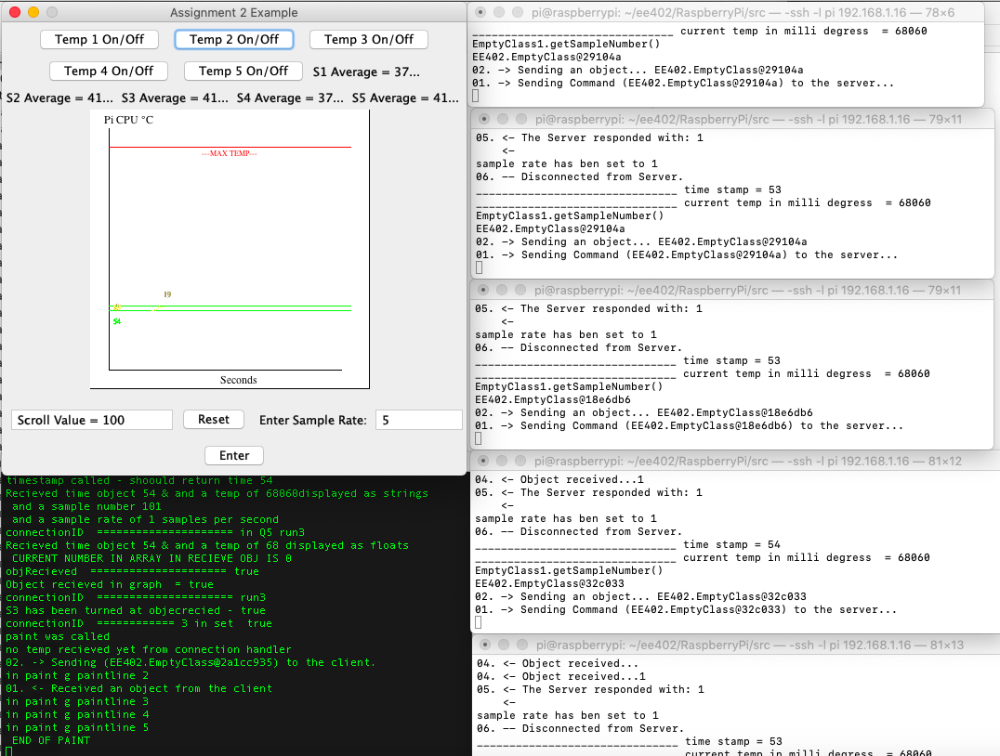 Assignment 2 Example
Temp 1 On/Off
Temp 2 On/Off
Temp 3 On/Off
Temp 4 On/Off
Temp 5 On/Off
S1 Average = 37...
S2 Average = 41...
S3 Average = 41...
S4 Average = 37...
S5 Average = 41...
Pi CPU °C
---MAX TEMP---
19
54
Seconds
Scroll Value = 100
Reset
Enter Sample Rate:
5
Enter
timestamp called - shoould return time 54
Recieved time object 54 & and a temp of 68060displayed as strings
and a sample number 101
and a sample rate of 1 samples per second
connectionID ===================== in Q5 run3
Recieved time object 54 & and a temp of 68 displayed as floats
CURRENT NUMBER IN ARRAY IN RECIEVE OBJ IS 0
objRecieved ===================== true
Object recieved in graph = true
connectionID ===================== run3
S3 has been turned at objecrecied - true
connectionID ============ 3 in set true
paint was called
no temp recieved yet from connection handler
02. -> Sending (EE402.EmptyClass@2a1cc935) to the client.
in paint g paintline 2
01. <- Received an object from the client
in paint g paintline 3
in paint g paintline 4
in paint g paintline 5
END OF PAINT
pi@raspberrypi: ~/ee402/RaspberryPi/src — -ssh -l pi 192.168.1.16 — 78×6
_______________________________ current temp in milli degress = 68060
EmptyClass1.getSampleNumber()
EE402.EmptyClass@29104a
02. -> Sending an object... EE402.EmptyClass@29104a
01. -> Sending Command (EE402.EmptyClass@29104a) to the server...
pi@raspberrypi: ~/ee402/RaspberryPi/src — -ssh -l pi 192.168.1.16 — 79×11
05. <- The Server responded with: 1
<-
sample rate has ben set to 1
06. -- Disconnected from Server.
_______________________________ time stamp = 53
_______________________________ current temp in milli degress = 68060
EmptyClass1.getSampleNumber()
EE402.EmptyClass@29104a
02. -> Sending an object... EE402.EmptyClass@29104a
01. -> Sending Command (EE402.EmptyClass@29104a) to the server...
pi@raspberrypi: ~/ee402/RaspberryPi/src — -ssh -l pi 192.168.1.16 — 79×11
05. <- The Server responded with: 1
<-
sample rate has ben set to 1
06. -- Disconnected from Server.
_______________________________ time stamp = 53
_______________________________ current temp in milli degress = 68060
EmptyClass1.getSampleNumber()
EE402.EmptyClass@18e6db6
02. -> Sending an object... EE402.EmptyClass@18e6db6
01. -> Sending Command (EE402.EmptyClass@18e6db6) to the server...
pi@raspberrypi: ~/ee402/RaspberryPi/src — -ssh -l pi 192.168.1.16 — 81×12
04. <- Object received...1
05. <- The Server responded with: 1
<-
sample rate has ben set to 1
06. -- Disconnected from Server.
_______________________________ time stamp = 54
_______________________________ current temp in milli degress = 68060
EmptyClass1.getSampleNumber()
EE402.EmptyClass@32c033
02. -> Sending an object... EE402.EmptyClass@32c033
01. -> Sending Command (EE402.EmptyClass@32c033) to the server...
pi@raspberrypi: ~/ee402/RaspberryPi/src — -ssh -l pi 192.168.1.16 — 81×13
04. <- Object received...
04. <- Object received...1
05. <- The Server responded with: 1
<-
sample rate has ben set to 1
06. -- Disconnected from Server.
_______________________________ time stamp = 53
_______________________________ current temp in milli degress = 68060